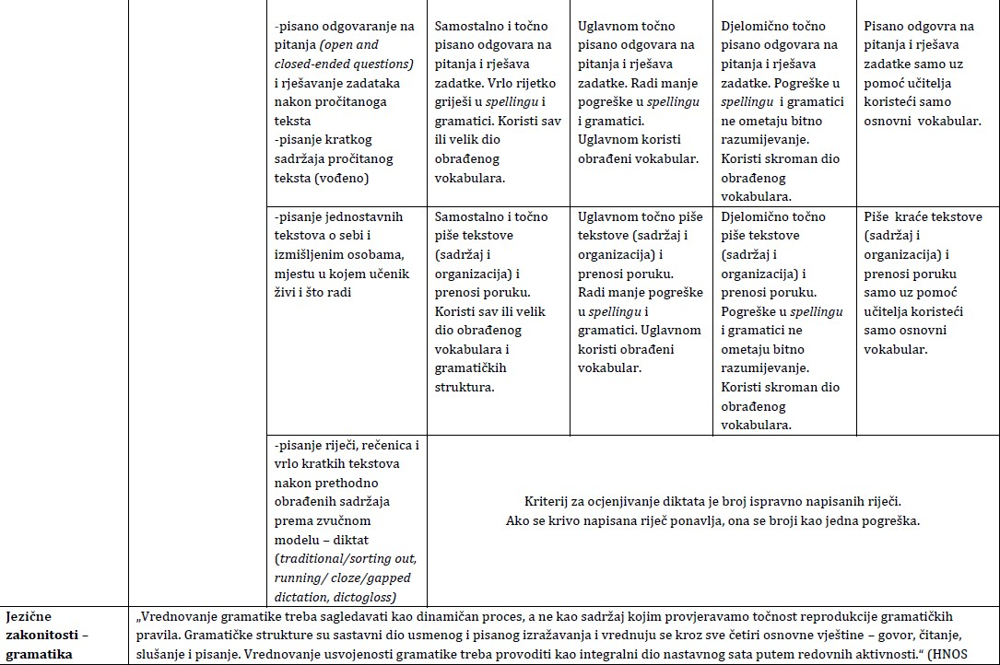 -pisano odgovaranje na
pitanja (open and
closed-ended questions)
i rješavanje zadataka
nakon pročitanoga
teksta
-pisanje kratkog
sadržaja pročitanog
teksta (vođeno)
Samostalno i točno
pisano odgovara na
pitanja i rješava
zadatke. Vrlo rijetko
griješi u spellingu i
gramatici. Koristi sav
ili velik dio
obrađenog
vokabulara.
Uglavnom točno
pisano odgovara na
pitanja i rješava
zadatke. Radi manje
pogreške u spellingu
i gramatici.
Uglavnom koristi
obrađeni vokabular.
Djelomično točno
pisano odgovara na
pitanja i rješava
zadatke. Pogreške u
spellingu i gramatici
ne ometaju bitno
razumijevanje.
Koristi skroman dio
obrađenog
vokabulara.
Pisano odgovra na
pitanja i rješava
zadatke samo uz
pomoć učitelja
koristeći samo
osnovni vokabular.
-pisanje jednostavnih
tekstova o sebi i
izmišljenim osobama,
mjestu u kojem učenik
živi i što radi
Samostalno i točno
piše tekstove
(sadržaj i
organizacija) i
prenosi poruku.
Koristi sav ili velik
dio obrađenog
vokabulara i
gramatičkih
struktura.
Uglavnom točno piše
tekstove (sadržaj i
organizacija) i
prenosi poruku.
Radi manje pogreške
u spellingu i
gramatici. Uglavnom
koristi obrađeni
vokabular.
Djelomično točno
piše tekstove
(sadržaj i
organizacija) i
prenosi poruku.
Pogreške u spellingu
i gramatici ne
ometaju bitno
razumijevanje.
Koristi skroman dio
obrađenog
vokabulara.
Piše kraće tekstove
(sadržaj i
organizacija) i
prenosi poruku
samo uz pomoć
učitelja koristeći
samo osnovni
vokabular.
-pisanje riječi, rečenica i
vrlo kratkih tekstova
nakon prethodno
obrađenih sadržaja
prema zvučnom
modelu – diktat
(traditional/sorting out,
running/ cloze/gapped
dictation, dictogloss)
Kriterij za ocjenjivanje diktata je broj ispravno napisanih riječi.
Ako se krivo napisana riječ ponavlja, ona se broji kao jedna pogreška.
Jezične
zakonitosti –
gramatika
„Vrednovanje gramatike treba sagledavati kao dinamičan proces, a ne kao sadržaj kojim provjeravamo točnost reprodukcije gramatičkih
pravila. Gramatičke strukture su sastavni dio usmenog i pisanog izražavanja i vrednuju se kroz sve četiri osnovne vještine – govor, čitanje,
slušanje i pisanje. Vrednovanje usvojenosti gramatike treba provoditi kao integralni dio nastavnog sata putem redovnih aktivnosti.“ (HNOS